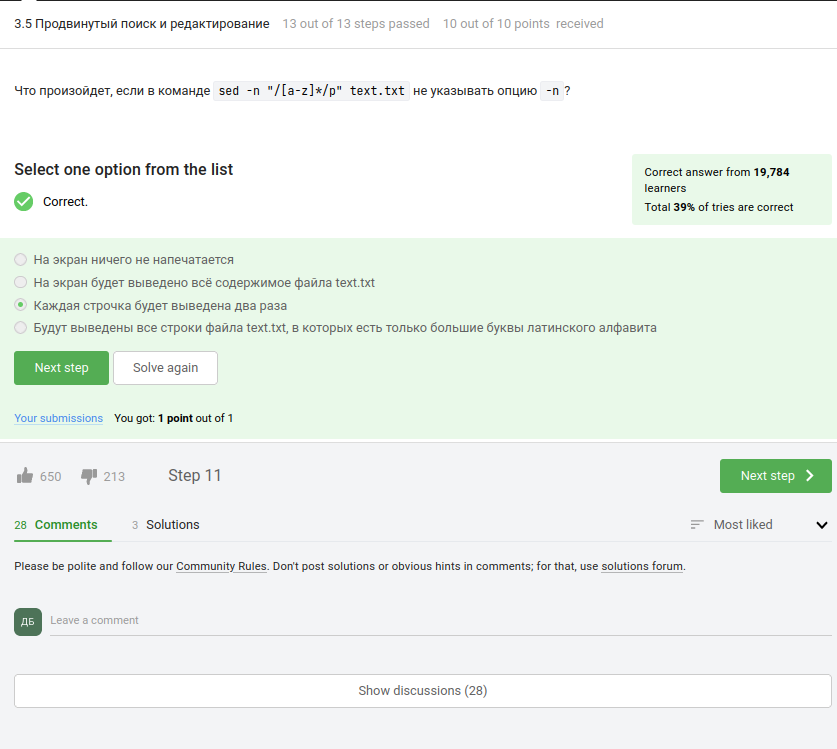 3.5 Продвинутый поиск и редактирование 13 out of 13 steps passed 10 out of 10 points received
Что произойдет, если в команде sed -n "/[a-z]*/p" text.txt не указывать опцию -n ?
Select one option from the list
Correct.
Correct answer from 19,784
learners
Total 39% of tries are correct
На экран ничего не напечатается
На экран будет выведено всё содержимое файла text.txt
Каждая строчка будет выведена два раза
Будут выведены все строки файла text.txt, в которых есть только большие буквы латинского алфавита
Next step Solve again
Your submissions You got: 1 point out of 1
650 213 Step 11 Next step
28 Comments 3 Solutions Most liked
Please be polite and follow our Community Rules. Don't post solutions or obvious hints in comments; for that, use solutions forum.
ДБ Leave a comment
Show discussions (28)